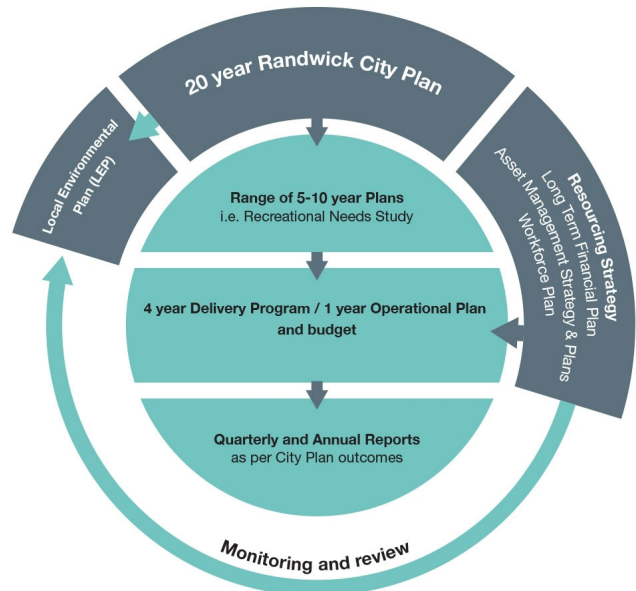 20 year Randwick City Plan
Local Environmental
Plan (LEP)
Resourcing Strategy
Long Term Financial Plan
Asset Management Strategy & Plans
Workforce Plan
Range of 5-10 year Plans
i.e. Recreational Needs Study
4 year Delivery Program / 1 year Operational Plan
and budget
Quarterly and Annual Reports
as per City Plan outcomes
Monitoring and review